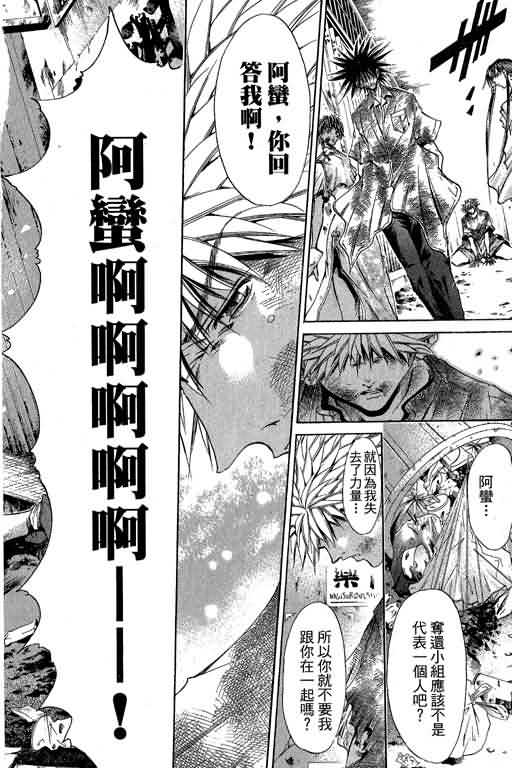 阿蠻…
奪還小組應該不是
代表一個人吧？
就因為我失
去了力量…
所以你就不要我
跟你在一起嗎？
阿蠻，你回
答我啊！
阿蠻啊啊啊啊啊——！